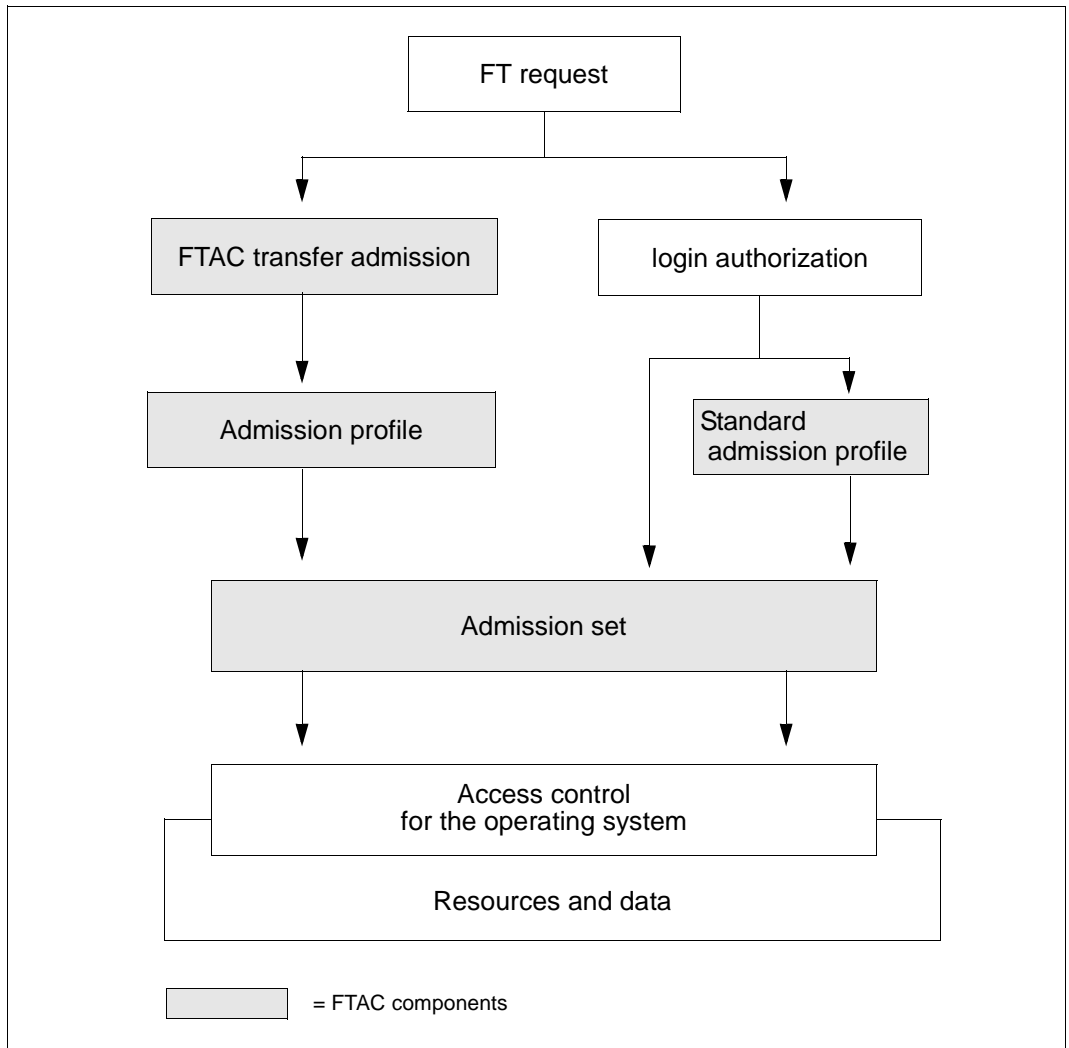 FT request
FTAC transfer admission
login authorization
Admission profile
Standard
admission profile
Admission set
Access control
for the operating system
Resources and data
= FTAC components